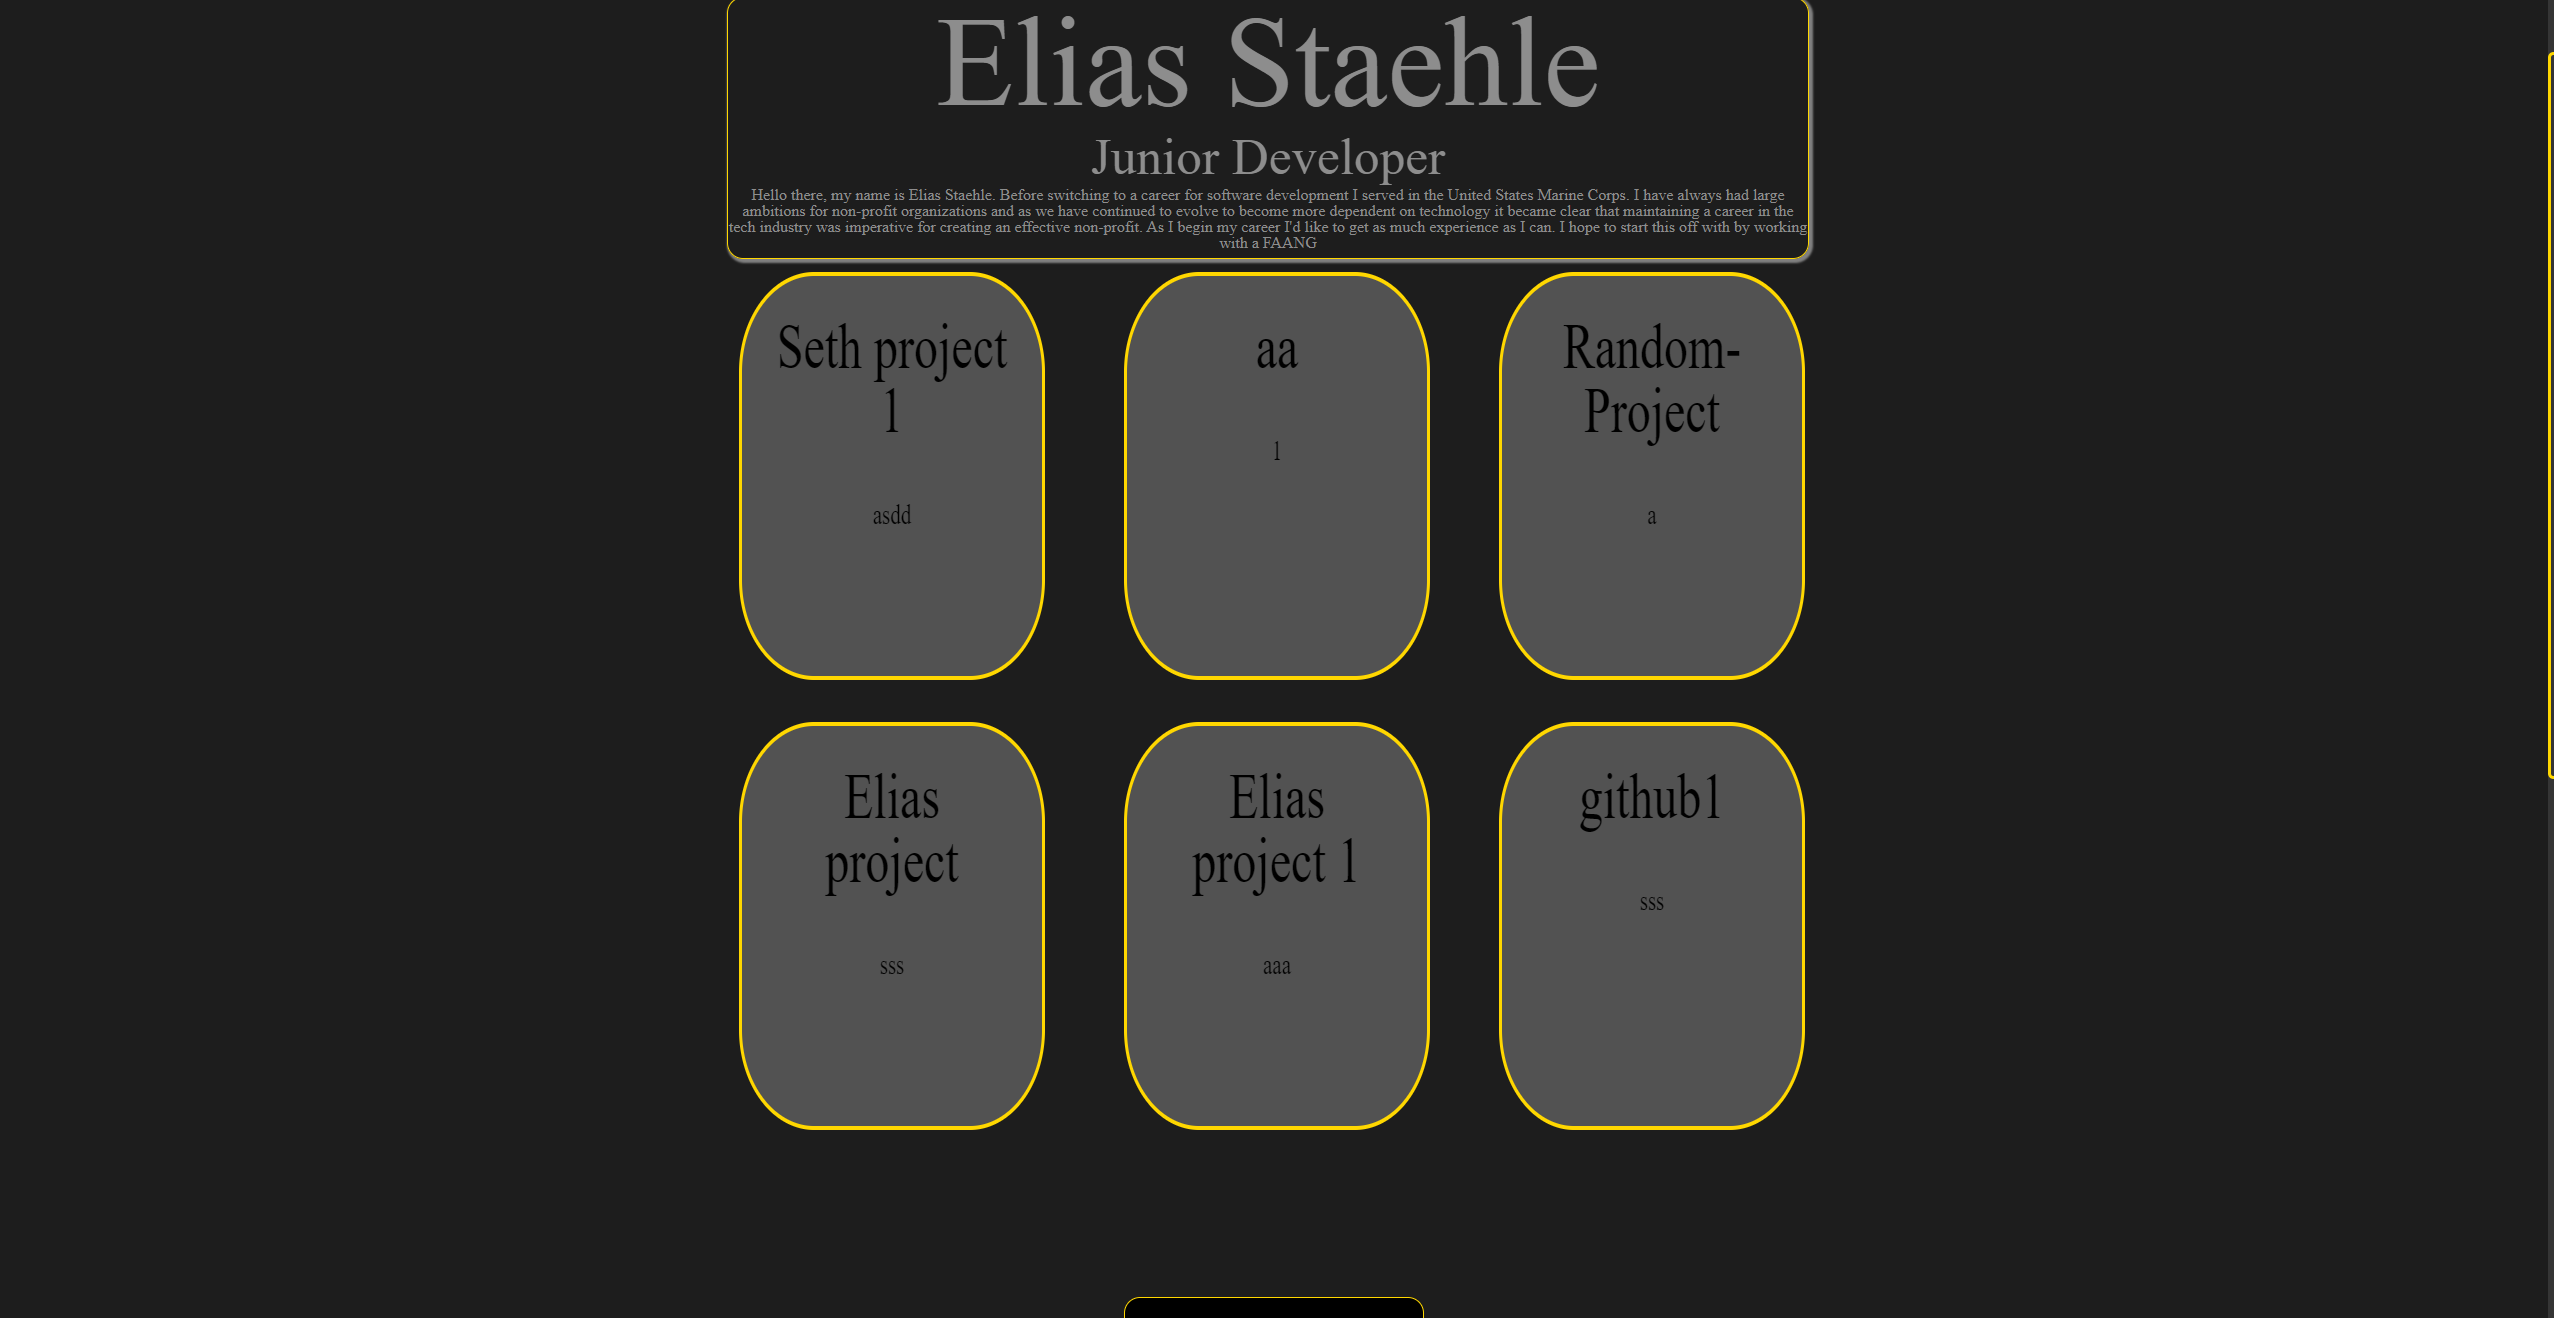 Elias Staehle
Junior Developer
Hello there, my name is Elias Staehle. Before switching to a career for software development I served in the United States Marine Corps. I have always had large
ambitions for non-profit organizations and as we have continued to evolve to become more dependent on technology it became clear that maintaining a career in the
tech industry was imperative for creating an effective non-profit. As I begin my career I'd like to get as much experience as I can. I hope to start this off with by working
with a FAANG
Seth project
1
asdd
aa
1
Random-
Project
a
Elias
project
sss
Elias
project 1
aaa
github1
sss